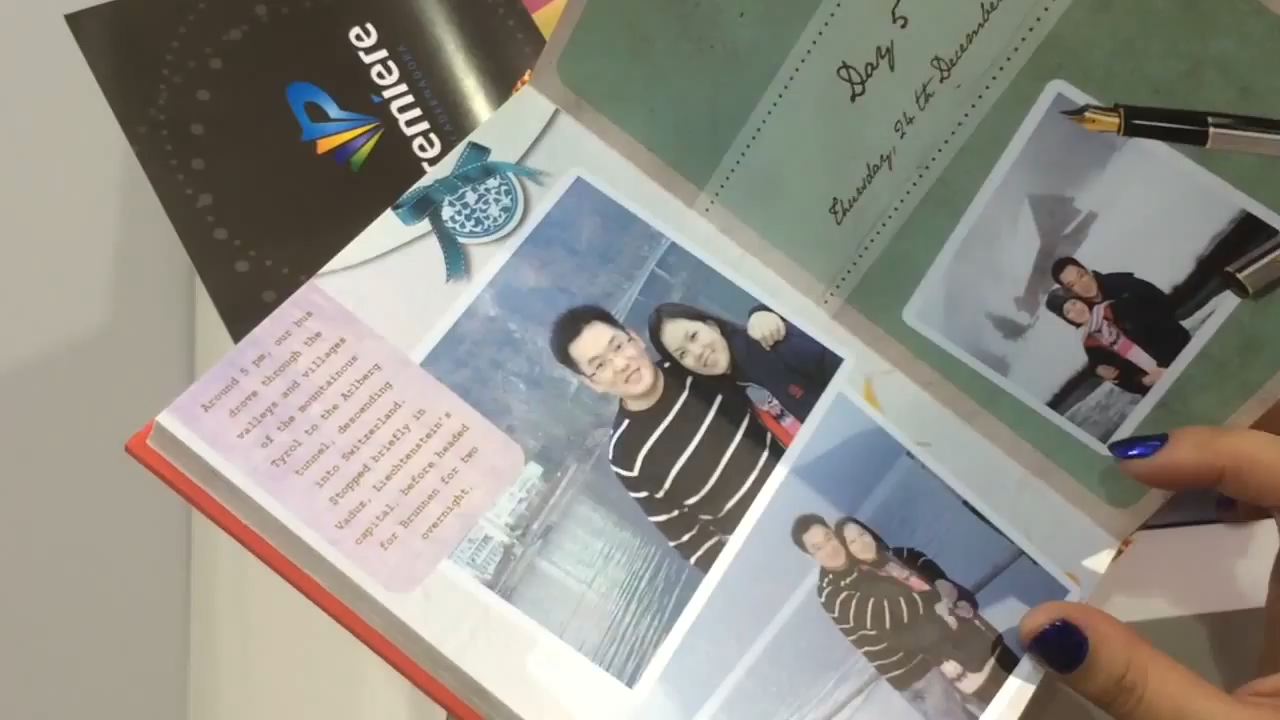 remiere
Day 5
Thursday, 24 th December
Around 5 pm, our bus
drove through the
valleys and villages
of the mountainous
Tyrol to the Arlberg
tunnel, descending
into Switzerland.
Stopped briefly in
Vaduz, Liechtenstein's
capital, before headed
for Brunnen for two
overnight.